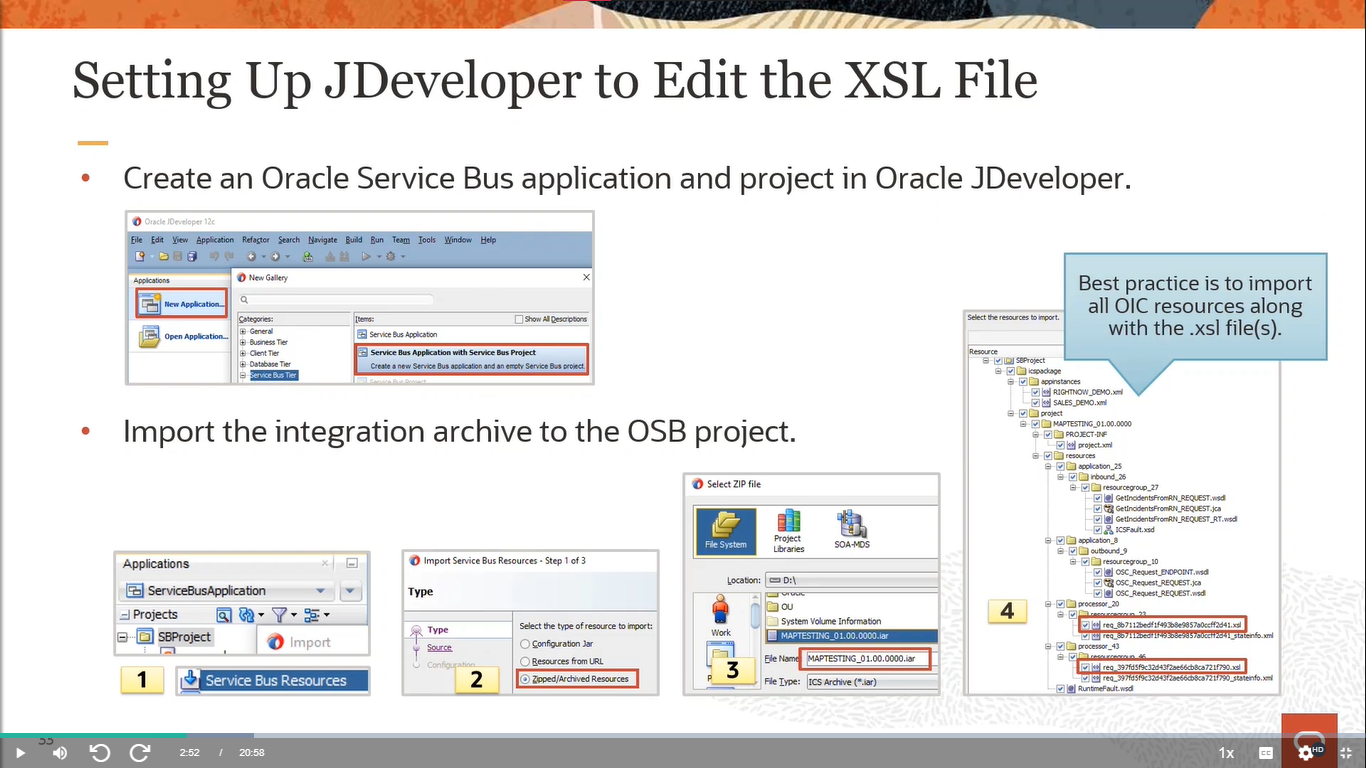 Setting Up JDeveloper to Edit the XSL File
• Create an Oracle Service Bus application and project in Oracle JDeveloper.
Oracle JDeveloper 12c
File Edit View Application Refactor Search Navigate Build Run Team Tools Window Help
Applications
New Application...
Open Application...
New Gallery
Categories:
General
Business Tier
Client Tier
Database Tier
Service Bus Tier
Items:
Show All Descriptions
Service Bus Application
Service Bus Application with Service Bus Project
Create a new Service Bus application and an empty Service Bus project.
Service Bus Project
Best practice is to import
all OIC resources along
with the .xsl file(s).
• Import the integration archive to the OSB project.
Applications
ServiceBusApplication
Projects
SBProject
Import
1
Service Bus Resources
Import Service Bus Resources - Step 1 of 3
Type
Type
Source
Configuration
Select the type of resource to import:
Configuration Jar
Resources from URL
Zipped/Archived Resources
2
Select ZIP file
File System
Project
Libraries
SOA-MDS
Location: D:\
Work
OU
System Volume Information
MAPTESTING_01.00.0000.iar
File Name: MAPTESTING_01.00.0000.iar
File Type: ICS Archive (*.iar)
3
Select the resources to import.
Resource
SBProject
icspackage
appinstances
RIGHTNOW_DEMO.xml
SALES_DEMO.xml
project
MAPTESTING_01.00.0000
PROJECT-INF
project.xml
resources
application_25
inbound_26
resourcegroup_27
GetIncidentsFromRN_REQUEST.wsdl
GetIncidentsFromRN_REQUEST.jca
GetIncidentsFromRN_REQUEST_RT.wsdl
ICSFault.xsd
application_8
outbound_9
resourcegroup_10
OSC_Request_ENDPOINT.wsdl
OSC_Request_REQUEST.jca
OSC_Request_REQUEST.wsdl
processor_20
resourcegroup_23
req_8b7112bedf1f493b8e9857a0ccff2d41.xsl
req_8b7112bedf1f493b8e9857a0ccff2d41_stateinfo.xml
processor_43
resourcegroup_46
req_397fd5f9c32d43f2ae66cb8ca721f790.xsl
req_397fd5f9c32d43f2ae66cb8ca721f790_stateinfo.xml
RuntimeFault.wsdl
4
33
2:52 / 20:58
1x
CC
HD